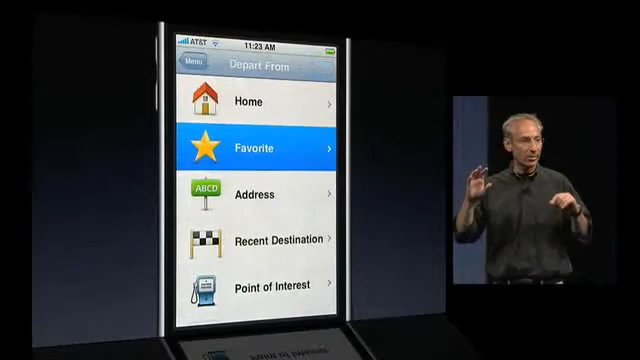 AT&T
11:23 AM
Menu
Depart From
Home
Favorite
ABCD
Address
Recent Destination
Point of Interest